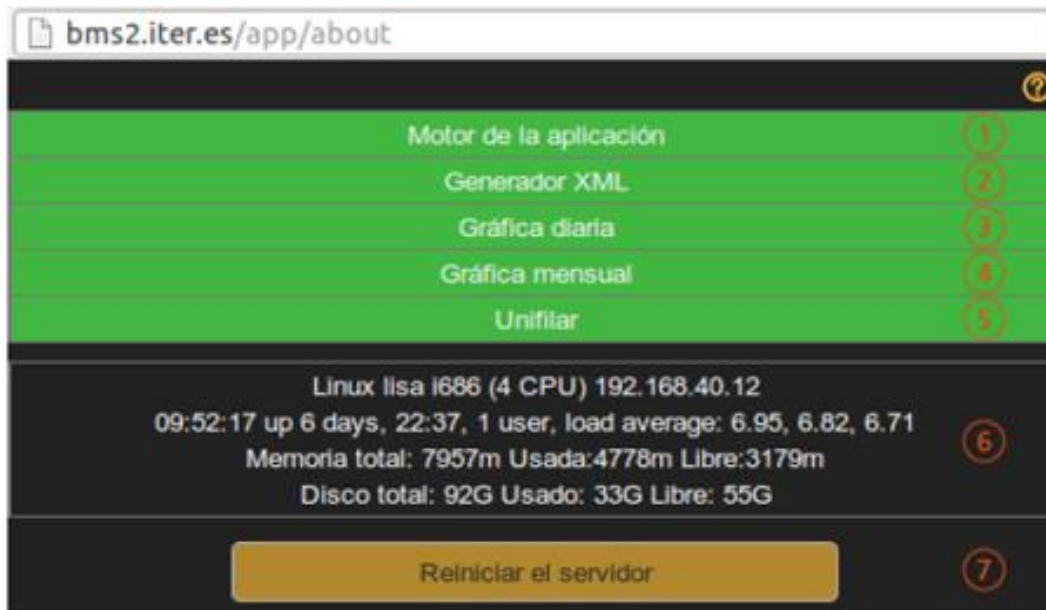 bms2.iter.es/app/about
?
Motor de la aplicación 1
Generador XML 2
Gráfica diaria 3
Gráfica mensual 4
Unifilar 5
Linux lisa i686 (4 CPU) 192.168.40.12
09:52:17 up 6 days, 22:37, 1 user, load average: 6.95, 6.82, 6.71
6
Memoria total: 7957m Usada:4778m Libre:3179m
Disco total: 92G Usado: 33G Libre: 55G
Reiniciar el servidor 7